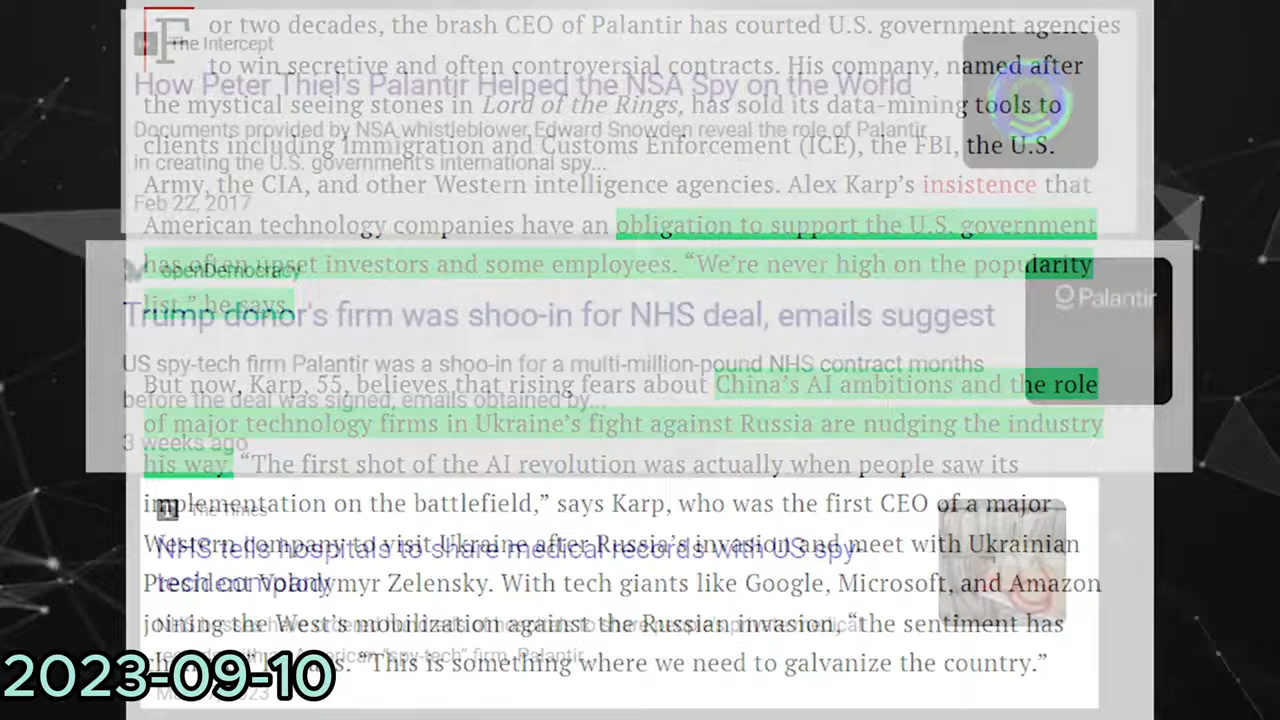 For two decades, the brash CEO of Palantir has courted U.S. government agencies
to win secretive and often controversial contracts. His company, named after
the mystical seeing stones in Lord of the Rings, has sold its data-mining tools to
clients including Immigration and Customs Enforcement (ICE), the FBI, the U.S.
Army, the CIA, and other Western intelligence agencies. Alex Karp's insistence that
American technology companies have an obligation to support the U.S. government
has often upset investors and some employees. “We're never high on the popularity
list,” he says.
But now, Karp, 55, believes that rising fears about China's AI ambitions and the role
of major technology firms in Ukraine's fight against Russia are nudging the industry
his way. “The first shot of the AI revolution was actually when people saw its
implementation on the battlefield,” says Karp, who was the first CEO of a major
Western company to visit Ukraine after Russia's invasion and meet with Ukrainian
President Volodymyr Zelensky. With tech giants like Google, Microsoft, and Amazon
joining the West's mobilization against the Russian invasion, “the sentiment has
“This is something where we need to galvanize the country.”
The Intercept
How Peter Thiel's Palantir Helped the NSA Spy on the World
Documents provided by NSA whistleblower Edward Snowden reveal the role of Palantir
in creating the U.S. government's international spy...
Feb 22, 2017
openDemocracy
Trump donor's firm was shoo-in for NHS deal, emails suggest
US spy-tech firm Palantir was a shoo-in for a multi-million-pound NHS contract months
before the deal was signed, emails obtained by...
3 weeks ago
Palantir
The Times
NHS tells hospitals to share medical records with US spy-
tech company
American “spy-tech” firm, Palantir
2023-09-10